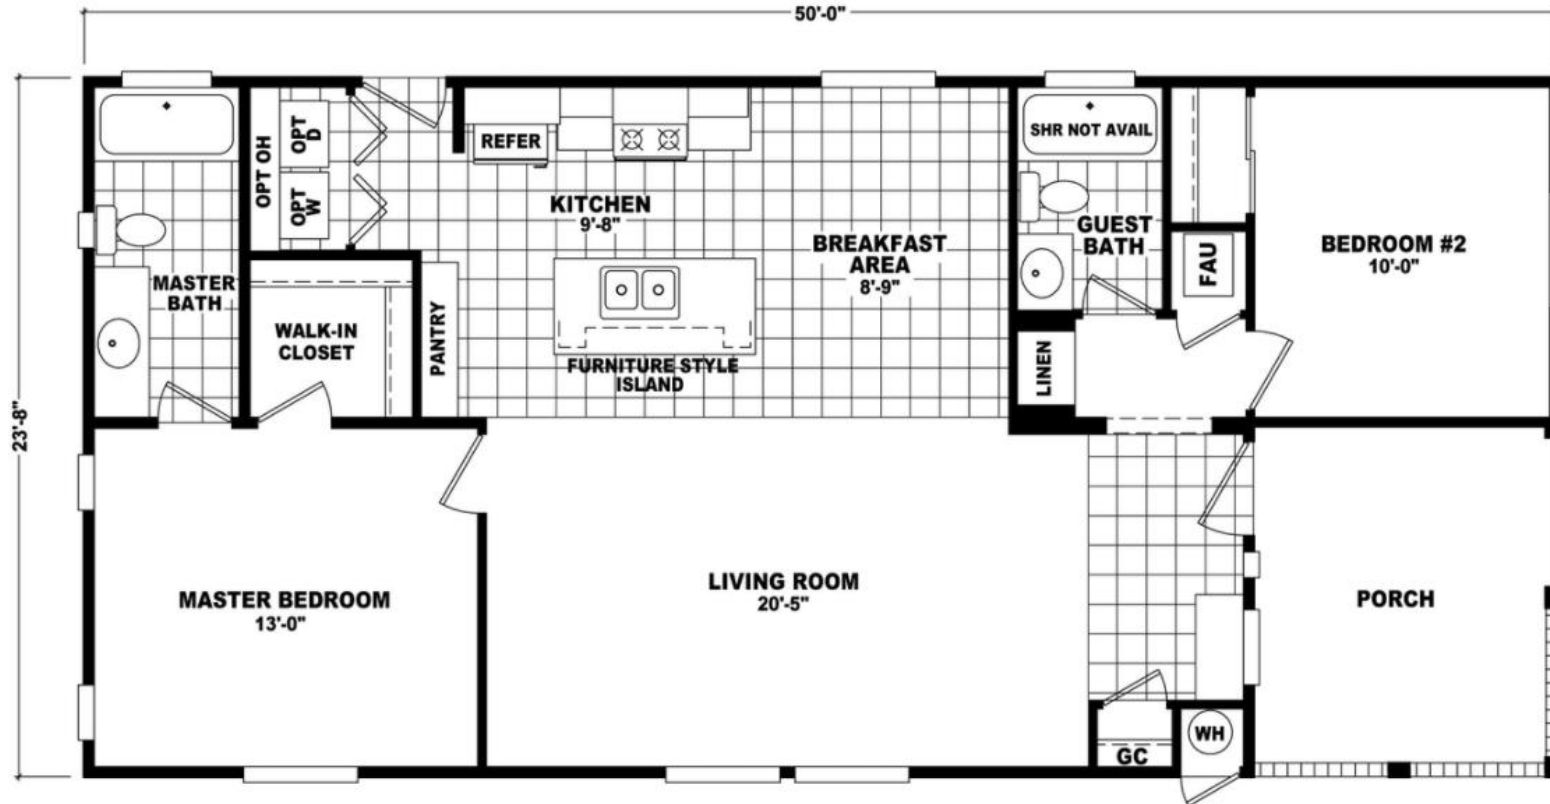 50'-0"
23'-8"
OPT OH
OPT
D
OPT
W
REFER
KITCHEN
9'-8"
BREAKFAST
AREA
8'-9"
SHR NOT AVAIL
GUEST
BATH
FAU
BEDROOM #2
10'-0"
MASTER
BATH
WALK-IN
CLOSET
PANTRY
FURNITURE STYLE
ISLAND
LINEN
MASTER BEDROOM
13'-0"
LIVING ROOM
20'-5"
PORCH
GC
WH